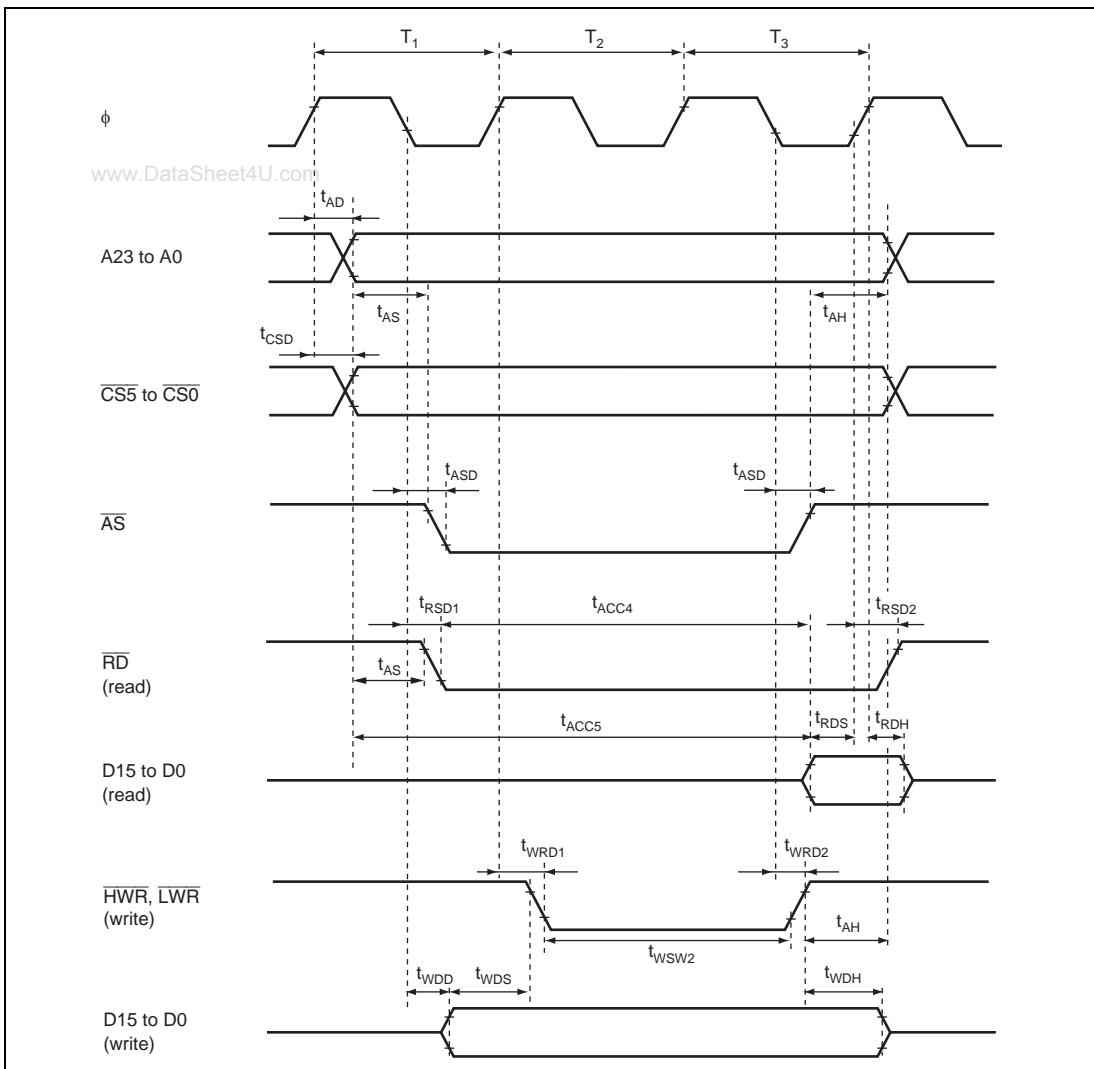 T1 T2 T3
ϕ
www.DataSheet4U.com
tAD
A23 to A0
tAS tAH
tCSD
CS5 to CS0
tASD tASD
AS
tRSD1 tACC4 tRSD2
RD
(read)
tAS
tACC5 tRDS tRDH
D15 to D0
(read)
tWRD1 tWRD2
HWR, LWR
(write)
tAH
tWSW2
tWDD tWDS tWDH
D15 to D0
(write)